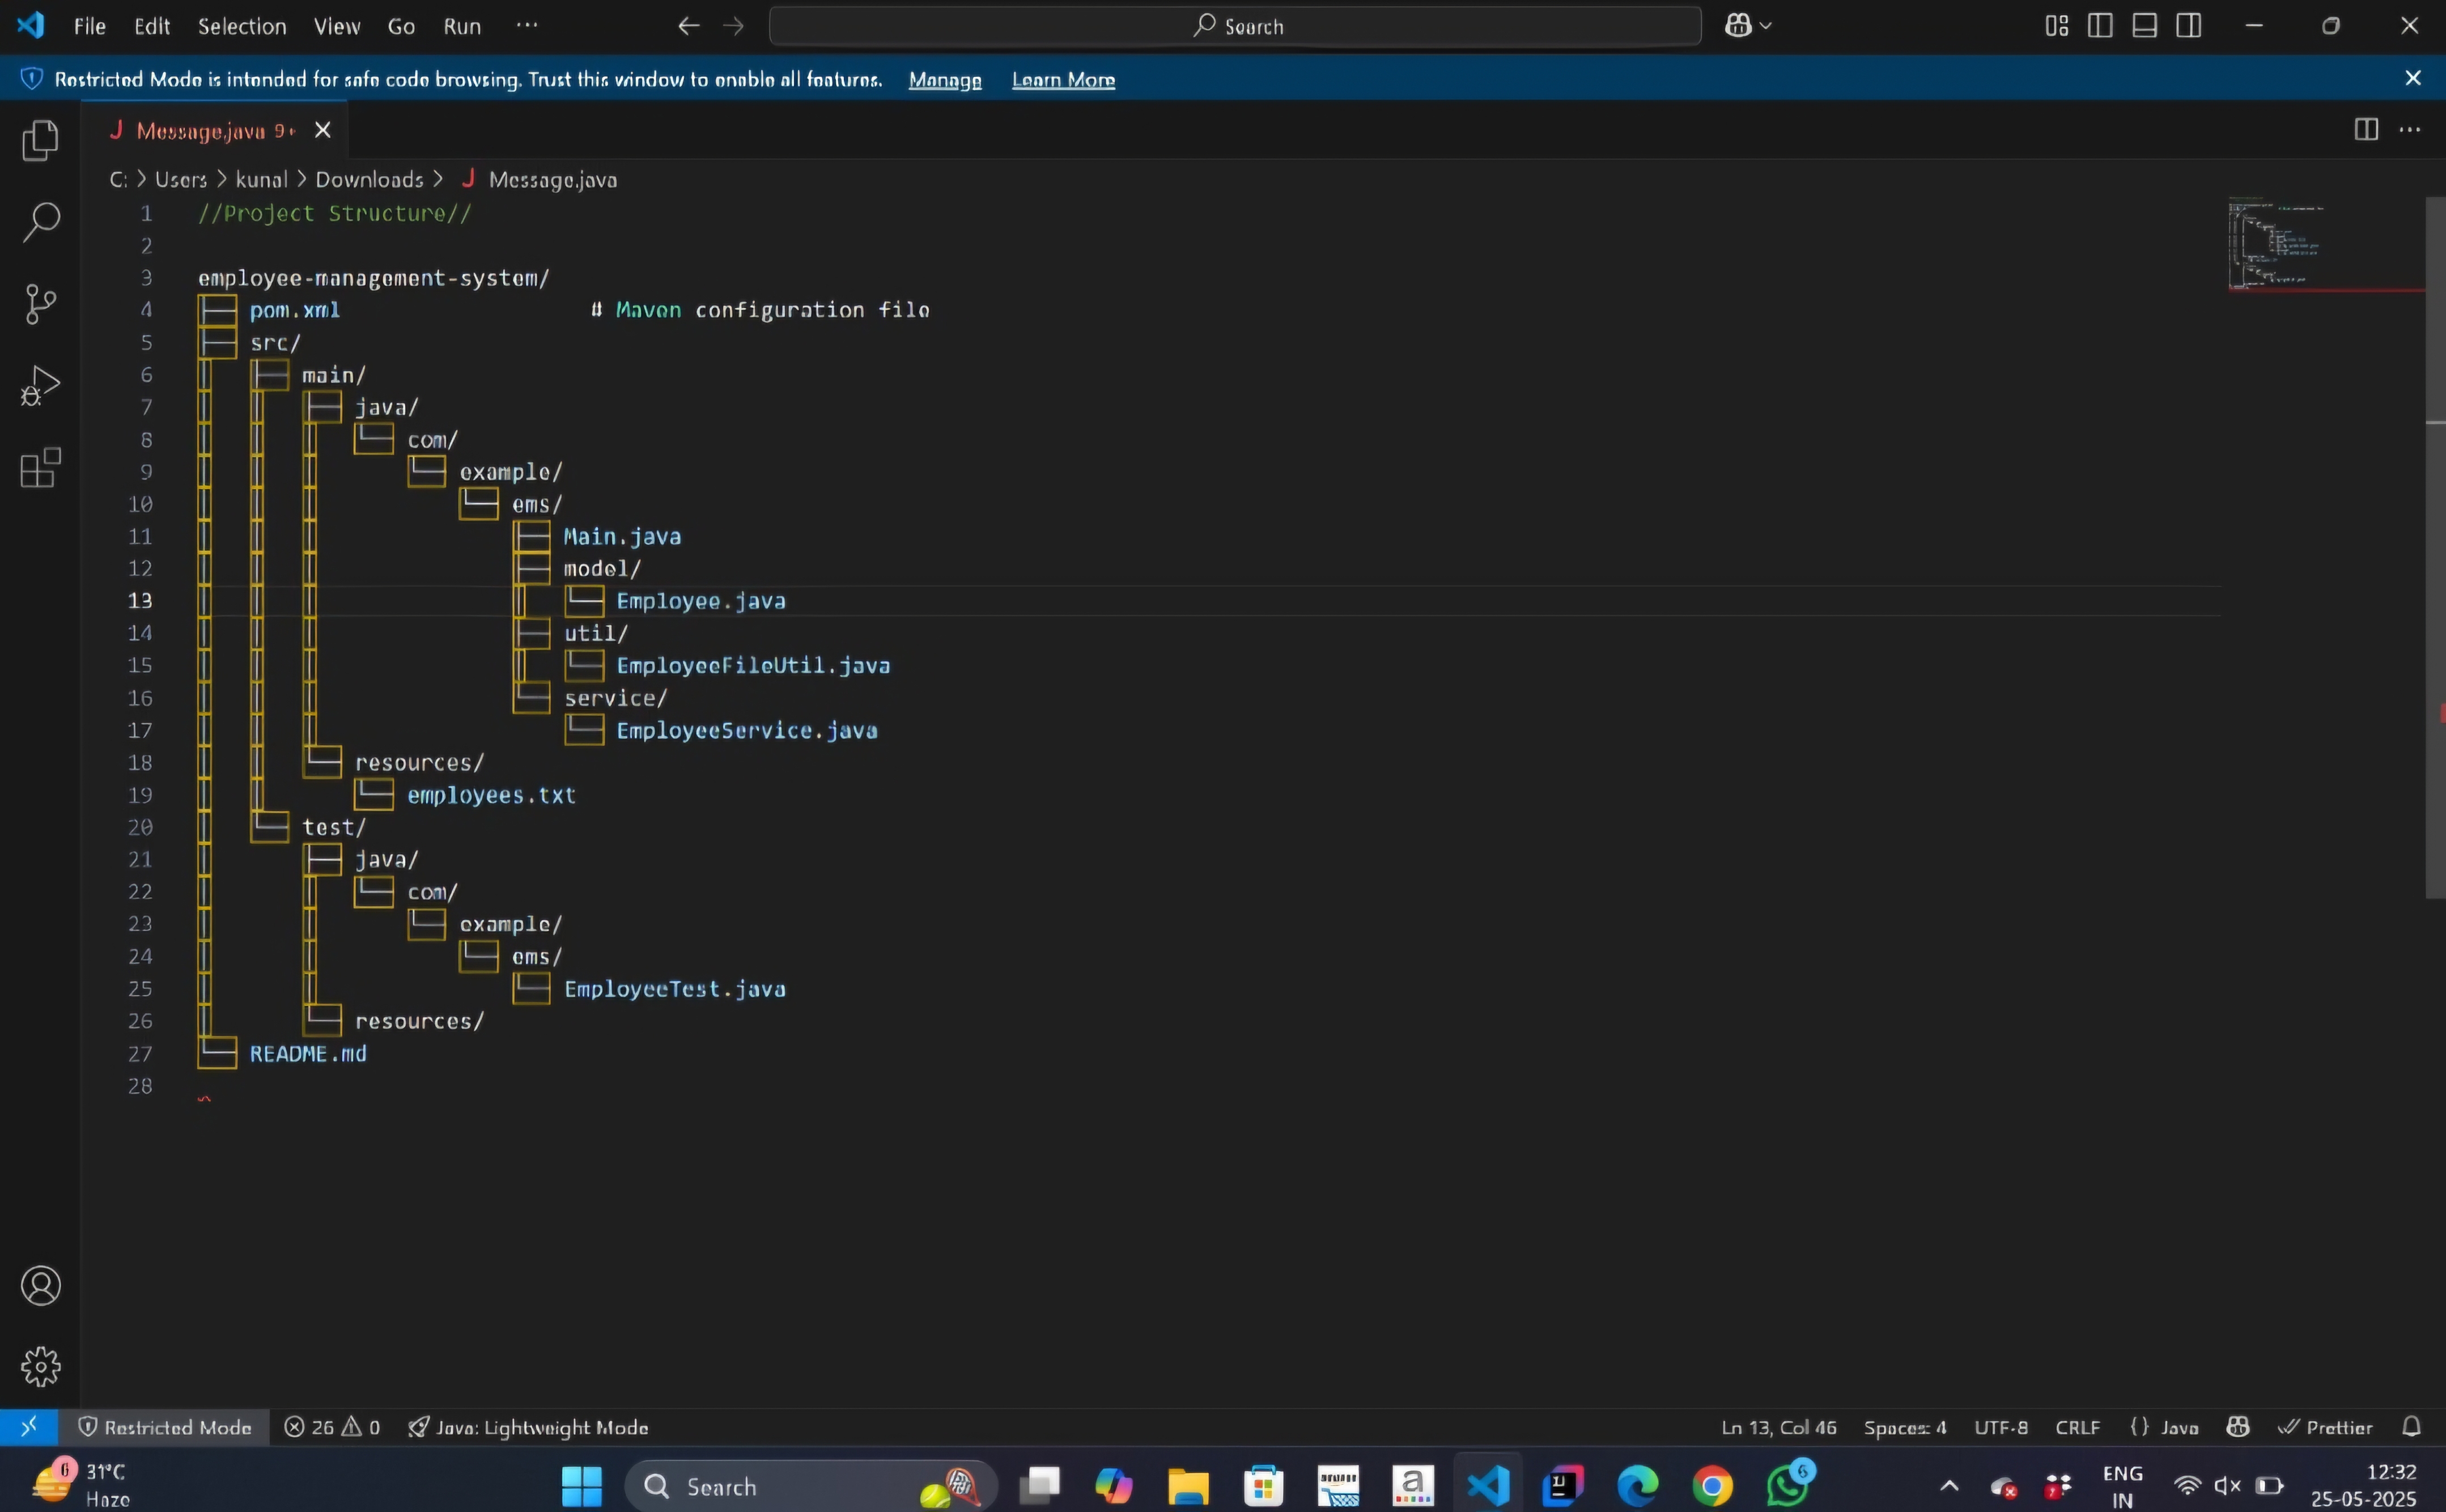 File Edit Selection View Go Run ··· Search
Restricted Mode is intended for safe code browsing. Trust this window to enable all features. Manage Learn More
J Message.java 9+
C: > Users > kunal > Downloads > J Message.java
1 //Project Structure//
2
3 employee-management-system/
4 ├── pom.xml # Maven configuration file
5 ├── src/
6 │   ├── main/
7 │   │   ├── java/
8 │   │   │   └── com/
9 │   │   │       └── example/
10 │   │   │           └── ems/
11 │   │   │               ├── Main.java
12 │   │   │               ├── model/
13 │   │   │               │   └── Employee.java
14 │   │   │               ├── util/
15 │   │   │               │   └── EmployeeFileUtil.java
16 │   │   │               └── service/
17 │   │   │                   └── EmployeeService.java
18 │   │   └── resources/
19 │   │       └── employees.txt
20 │   └── test/
21 │       ├── java/
22 │       │   └── com/
23 │       │       └── example/
24 │       │           └── ems/
25 │       │               └── EmployeeTest.java
26 │       └── resources/
27 └── README.md
28
Restricted Mode 26 0 Java: Lightweight Mode Ln 13, Col 46 Spaces: 4 UTF-8 CRLF {} Java Prettier
6 31°C Search a 6 ENG 12:32
Haze IN 25-05-2025